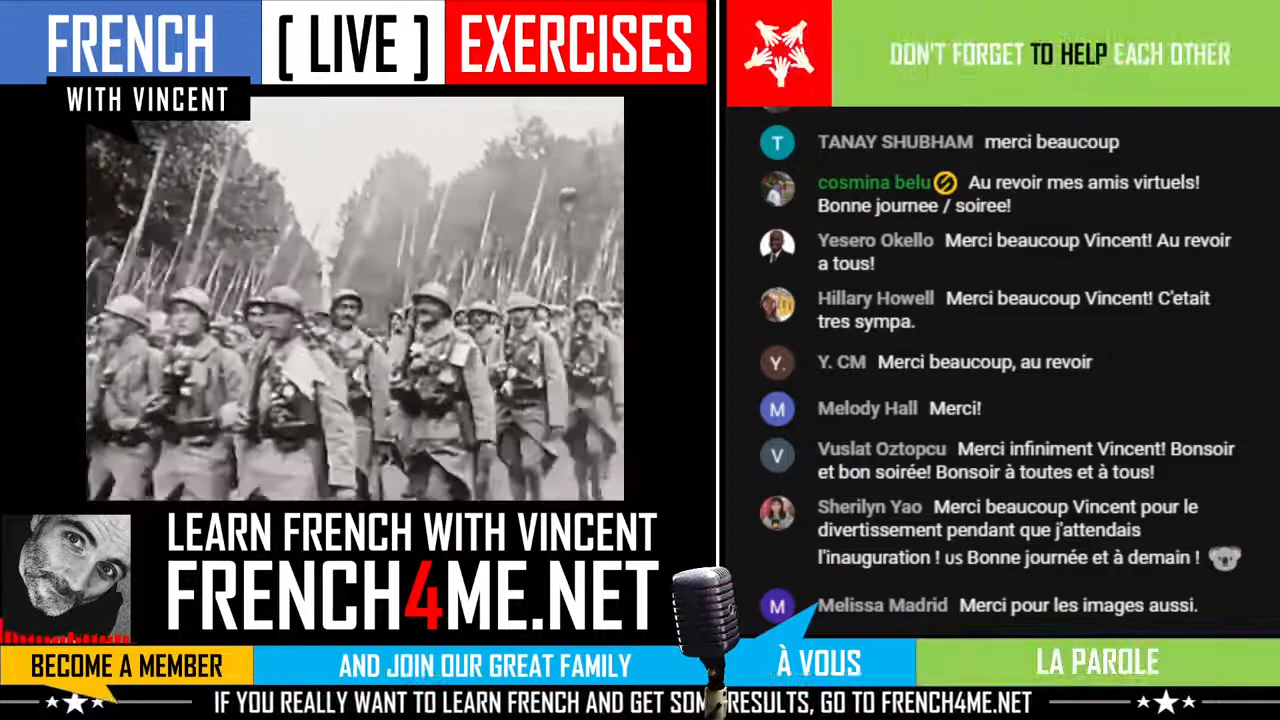 FRENCH [ LIVE ] EXERCISES
WITH VINCENT
DON'T FORGET TO HELP EACH OTHER
T TANAY SHUBHAM merci beaucoup
cosmina belu Au revoir mes amis virtuels!
Bonne journee / soiree!
Yesero Okello Merci beaucoup Vincent! Au revoir
a tous!
Hillary Howell Merci beaucoup Vincent! C'etait
tres sympa.
Y. Y. CM Merci beaucoup, au revoir
M Melody Hall Merci!
V Vuslat Oztopcu Merci infiniment Vincent! Bonsoir
et bon soirée! Bonsoir à toutes et à tous!
Sherilyn Yao Merci beaucoup Vincent pour le
divertissement pendant que j'attendais
l'inauguration ! us Bonne journée et à demain !
M Melissa Madrid Merci pour les images aussi.
LEARN FRENCH WITH VINCENT
FRENCH4ME.NET
BECOME A MEMBER AND JOIN OUR GREAT FAMILY À VOUS LA PAROLE
IF YOU REALLY WANT TO LEARN FRENCH AND GET SOM RESULTS, GO TO FRENCH4ME.NET